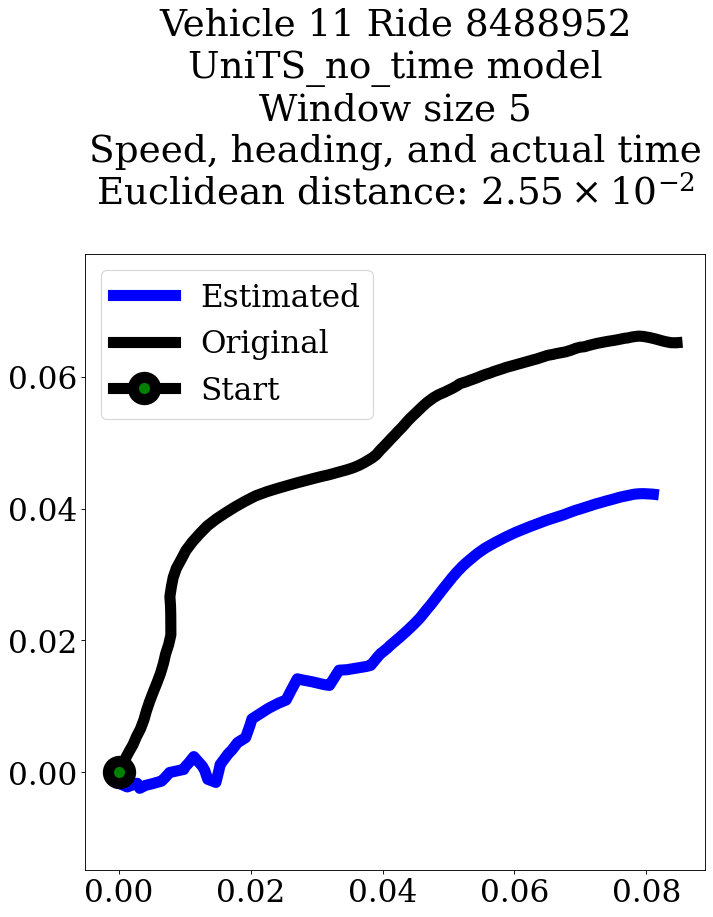 Vehicle 11 Ride 8488952
UniTS_no_time model
Window size 5
Speed, heading, and actual time
Euclidean distance: $2.55 \times 10^{-2}$
Estimated
Original
Start
0.06
0.04
0.02
0.00
0.00 0.02 0.04 0.06 0.08